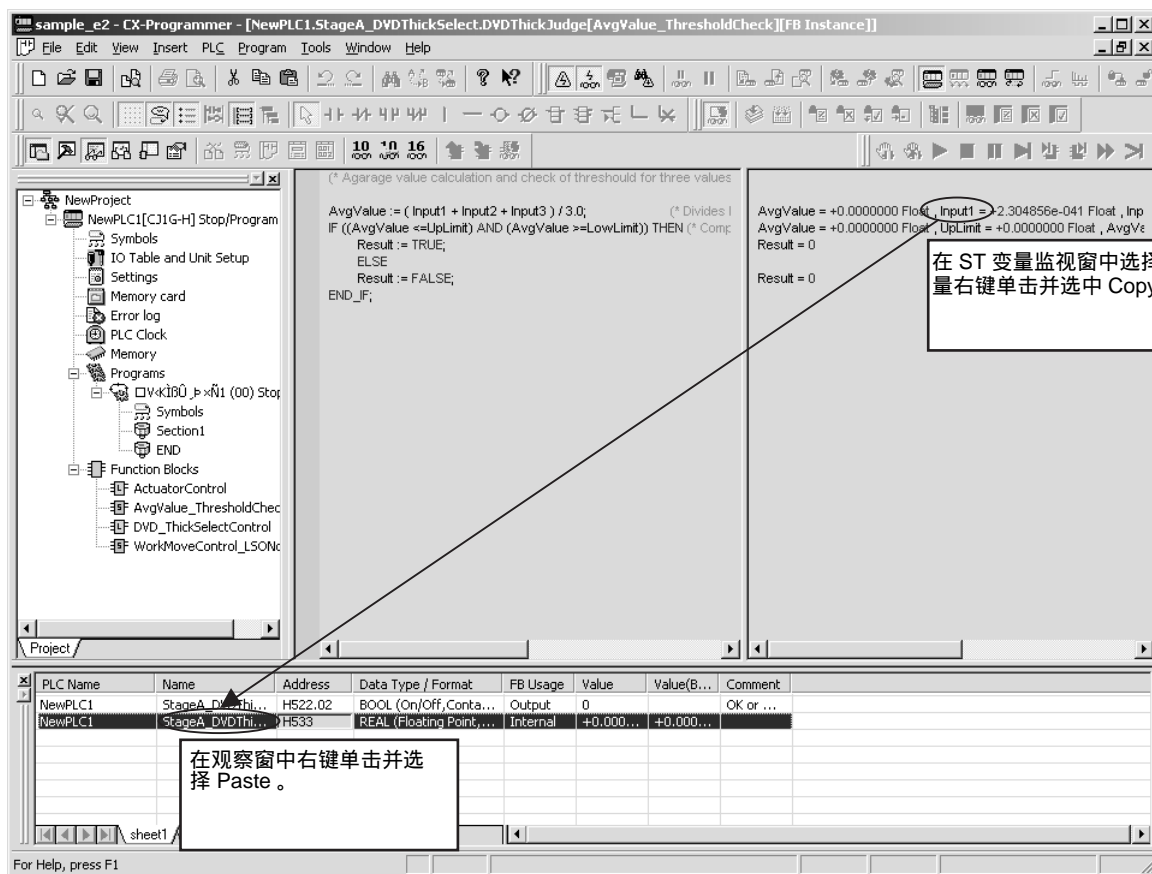 sample_e2 - CX-Programmer - [NewPLC1.StageA_DVDThickSelect.DVDThickJudge[AvgValue_ThresholdCheck][FB Instance]]
File Edit View Insert PLC Program Tools Window Help
10 10 16
NewProject
NewPLC1[CJ1G-H] Stop/Program
Symbols
IO Table and Unit Setup
Settings
Memory card
Error log
PLC Clock
Memory
Programs
(00) Stop
Symbols
Section1
END
Function Blocks
ActuatorControl
AvgValue_ThresholdChec
DVD_ThickSelectControl
WorkMoveControl_LSONo
Project
(* Agarage value calculation and check of threshould for three values
AvgValue := ( Input1 + Input2 + Input3 ) / 3.0; (* Divides I
IF ((AvgValue <=UpLimit) AND (AvgValue >=LowLimit)) THEN (* Comp
Result := TRUE;
ELSE
Result := FALSE;
END_IF;
AvgValue = +0.0000000 Float , Input1 = +2.304856e-041 Float , Inp
AvgValue = +0.0000000 Float , UpLimit = +0.0000000 Float , AvgVa
Result = 0
Result = 0
在 ST 变量监视窗中选择
量右键单击并选中 Copy
PLC Name Name Address Data Type / Format FB Usage Value Value(B... Comment
NewPLC1 StageA_DVDThi... H522.02 BOOL (On/Off,Conta... Output 0 OK or ...
NewPLC1 StageA_DVDThi... H533 REAL (Floating Point,... Internal +0.000... +0.000...
在观察窗中右键单击并选
择 Paste 。
sheet1
For Help, press F1